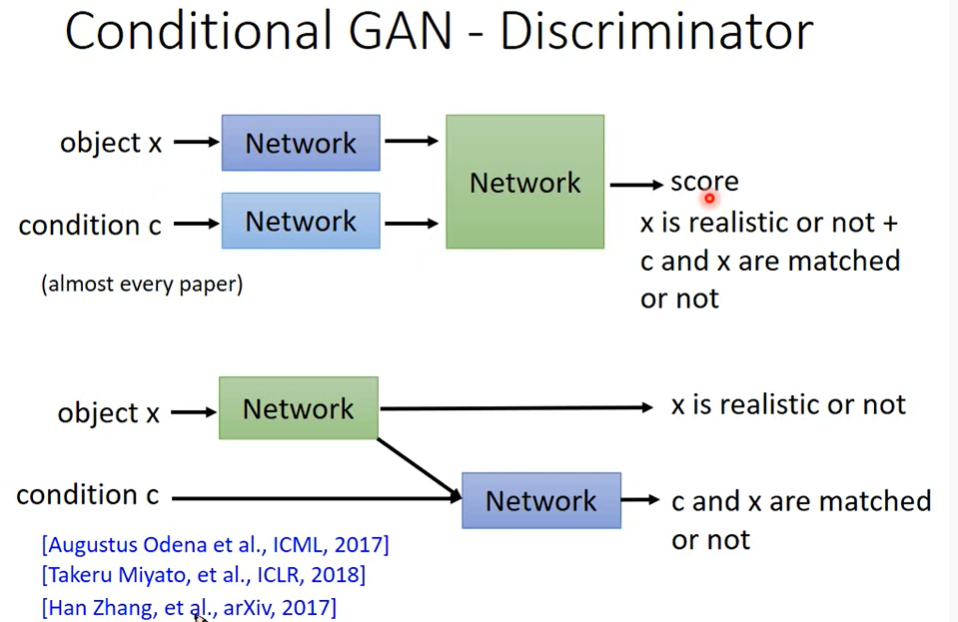 Conditional GAN - Discriminator
object x
Network
Network
score
condition c
Network
x is realistic or not +
c and x are matched
or not
(almost every paper)
object x
Network
x is realistic or not
condition c
Network
c and x are matched
or not
[Augustus Odena et al., ICML, 2017]
[Takeru Miyato, et al., ICLR, 2018]
[Han Zhang, et al., arXiv, 2017]